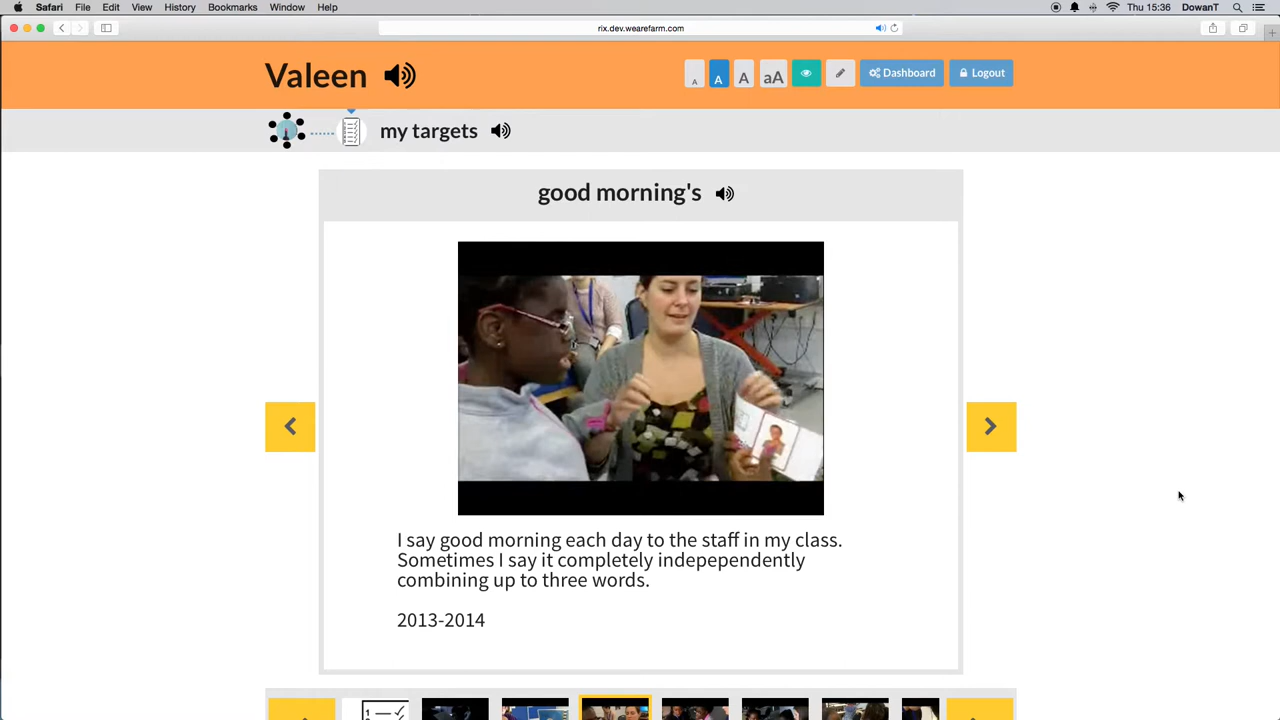 Safari File Edit View History Bookmarks Window Help Thu 15:36 DowanT
rix.dev.wearefarm.com
Valeen A A A aA Dashboard Logout
my targets
good morning's
I say good morning each day to the staff in my class.
Sometimes I say it completely indepependently
combining up to three words.
2013-2014